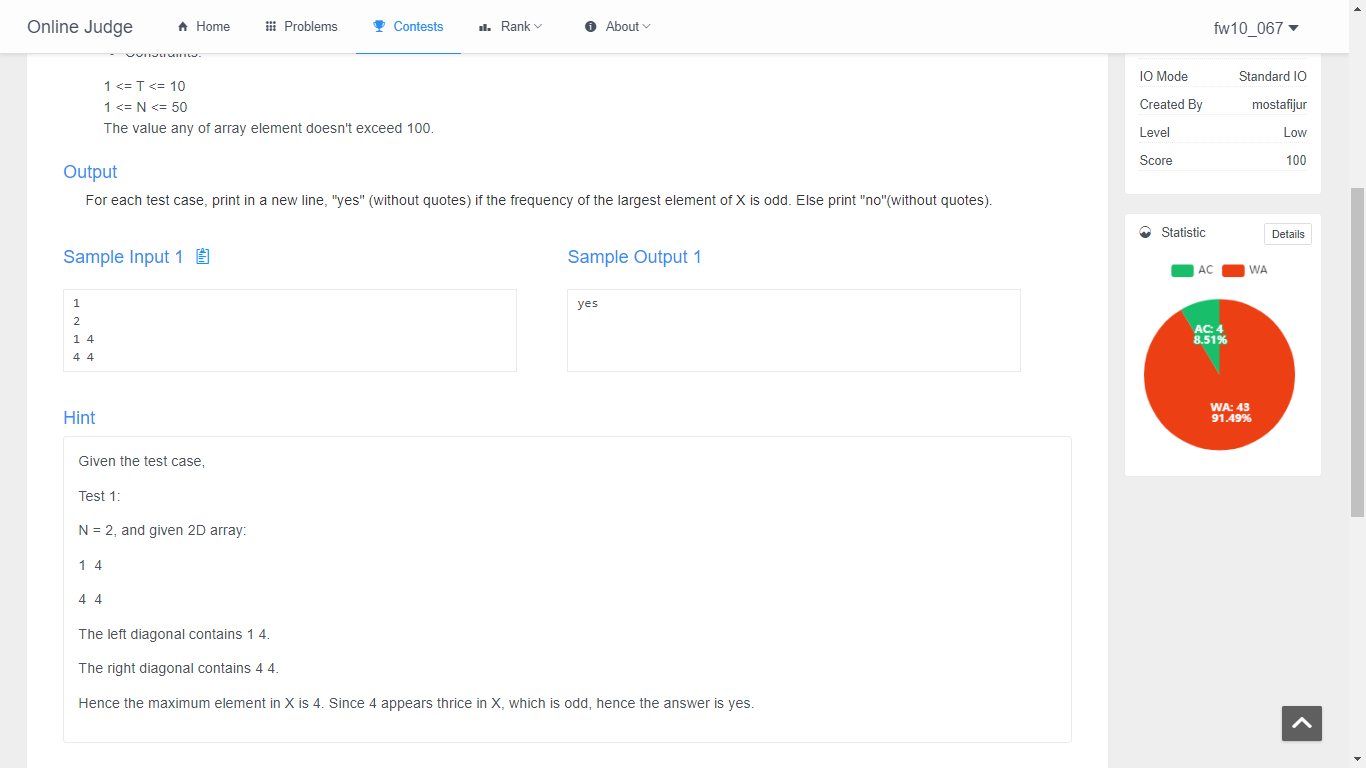 Online Judge
Home
Problems
Contests
Rank
About
fw10_067
Constraints:
1 <= T <= 10
1 <= N <= 50
The value any of array element doesn't exceed 100.
Output
For each test case, print in a new line, "yes" (without quotes) if the frequency of the largest element of X is odd. Else print "no"(without quotes).
Sample Input 1
1
2
1 4
4 4
Sample Output 1
yes
Hint
Given the test case,
Test 1:
N = 2, and given 2D array:
1 4
4 4
The left diagonal contains 1 4.
The right diagonal contains 4 4.
Hence the maximum element in X is 4. Since 4 appears thrice in X, which is odd, hence the answer is yes.
IO Mode Standard IO
Created By mostafijur
Level Low
Score 100
Statistic
Details
AC WA
AC: 4
8.51%
WA: 43
91.49%